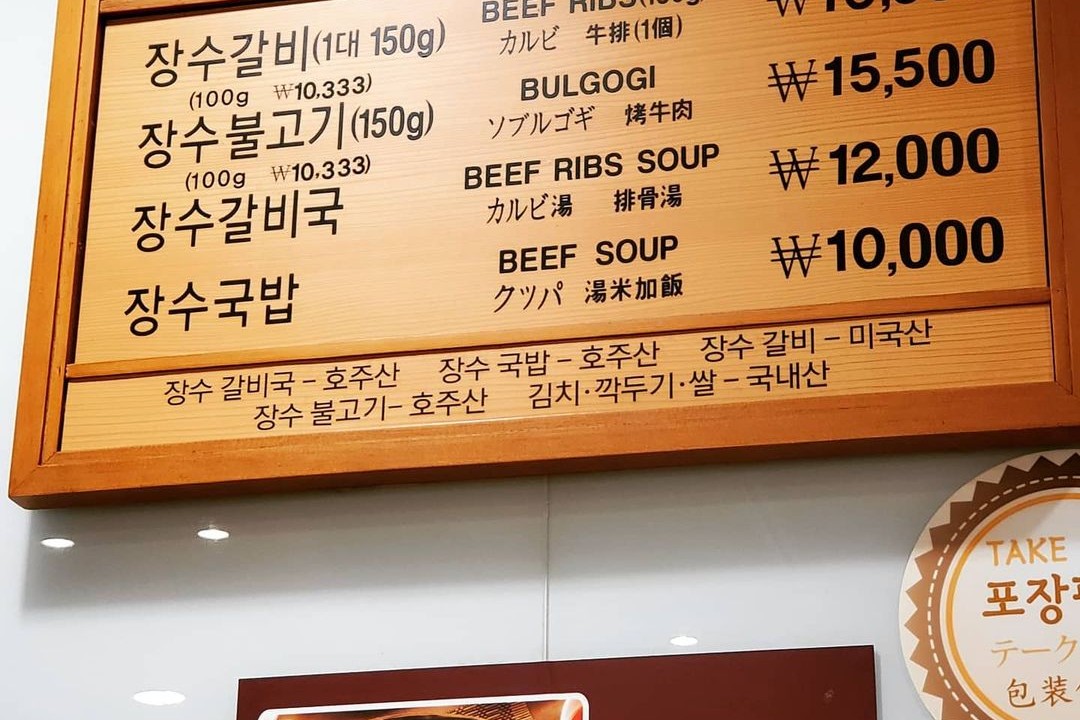 장수갈비(1대 150g)
(100g ₩10,333)
BEEF RIBS
カルビ 牛排(1個)
장수불고기(150g)
(100g ₩10,333)
BULGOGI
ソブルゴギ 烤牛肉
₩15,500
장수갈비국
BEEF RIBS SOUP
カルビ湯 排骨湯
₩12,000
장수국밥
BEEF SOUP
クツパ 湯米加飯
₩10,000
장수 갈비국 – 호주산 장수 국밥 – 호주산 장수 갈비 – 미국산
장수 불고기– 호주산 김치·깍두기·쌀 – 국내산
TAKE
포장
テーク
包装